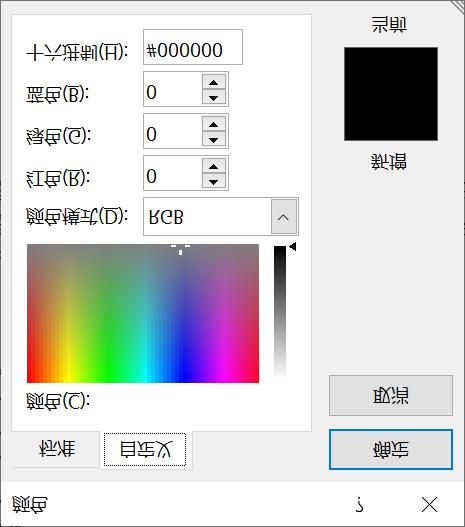 颜色
? ×
标准 自定义
颜色(C):
颜色模式(D): RGB
红色(R): 0
绿色(G): 0
蓝色(B): 0
十六进制(H): #000000
确定
取消
新增
当前